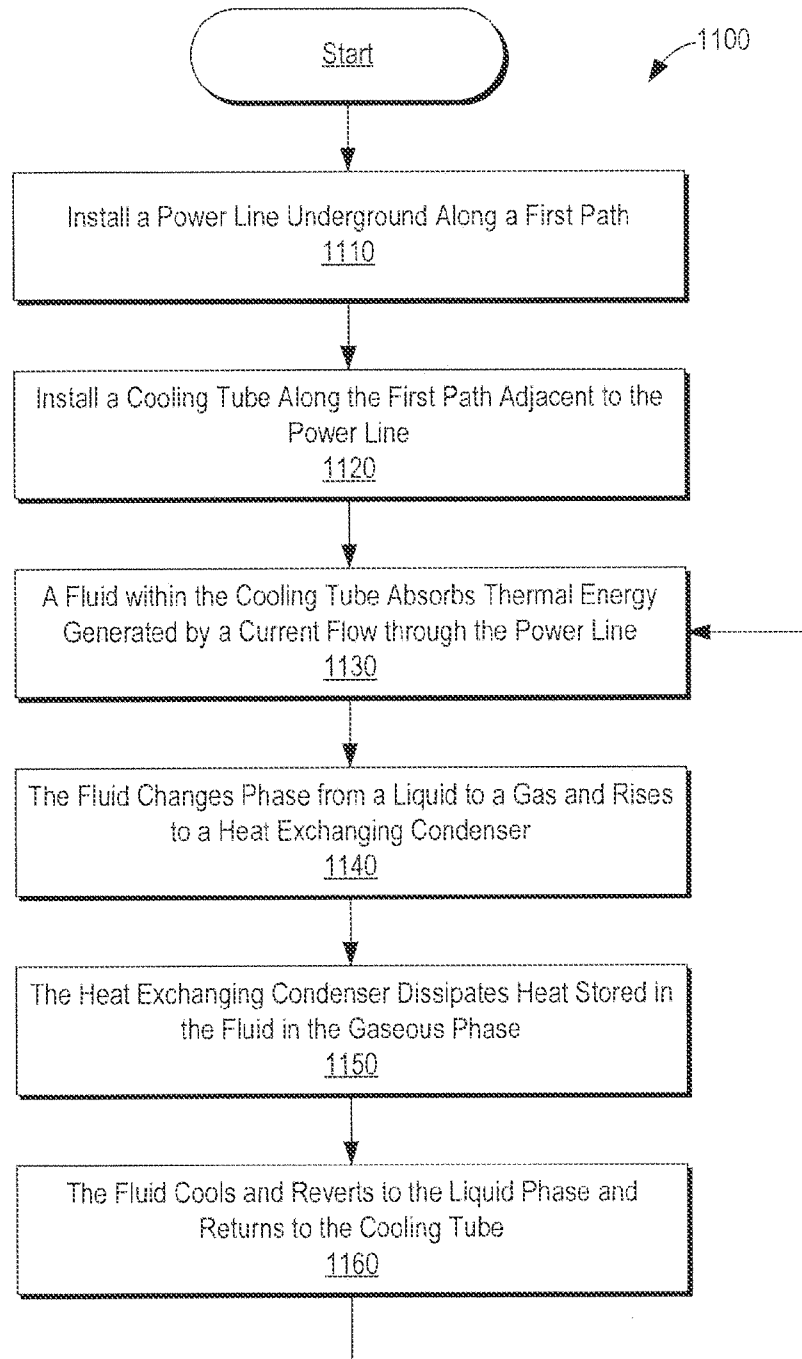 Start
1100
Install a Power Line Underground Along a First Path
1110
Install a Cooling Tube Along the First Path Adjacent to the
Power Line
1120
A Fluid within the Cooling Tube Absorbs Thermal Energy
Generated by a Current Flow through the Power Line
1130
The Fluid Changes Phase from a Liquid to a Gas and Rises
to a Heat Exchanging Condenser
1140
The Heat Exchanging Condenser Dissipates Heat Stored in
the Fluid in the Gaseous Phase
1150
The Fluid Cools and Reverts to the Liquid Phase and
Returns to the Cooling Tube
1160